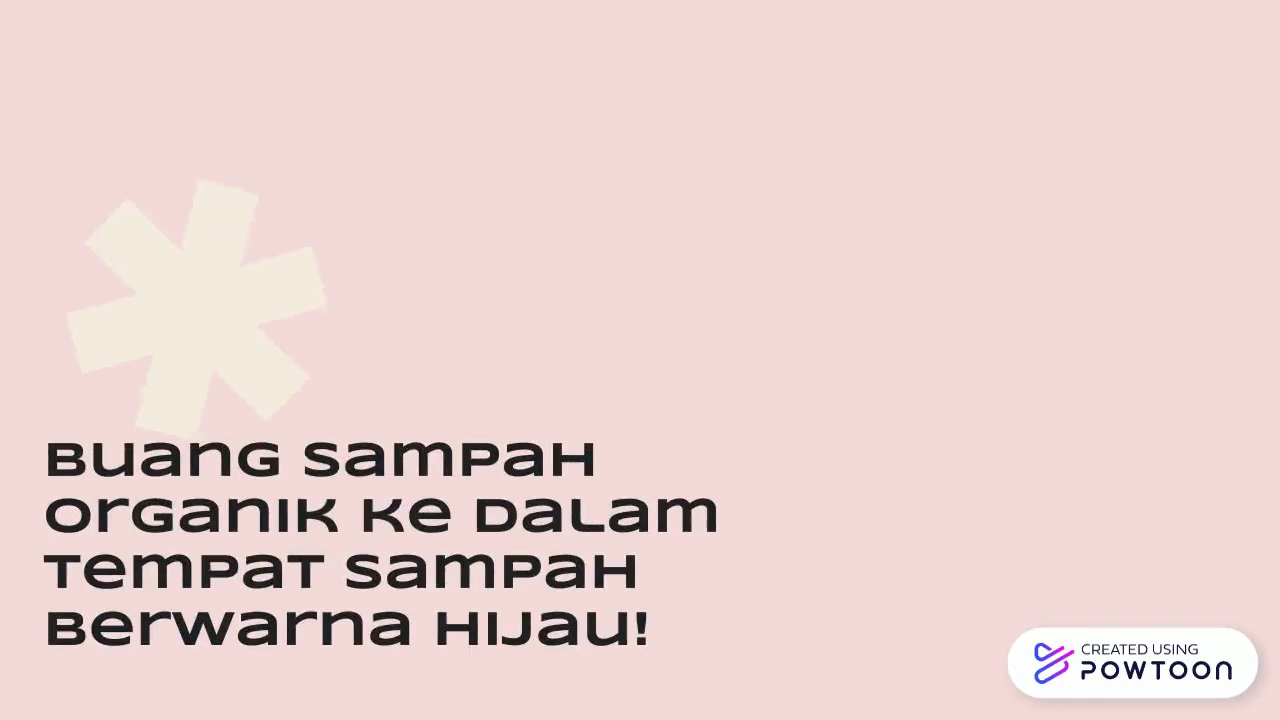 Buang sampah
organik ke dalam
tempat sampah
berwarna hijau!
CREATED USING
POWTOON